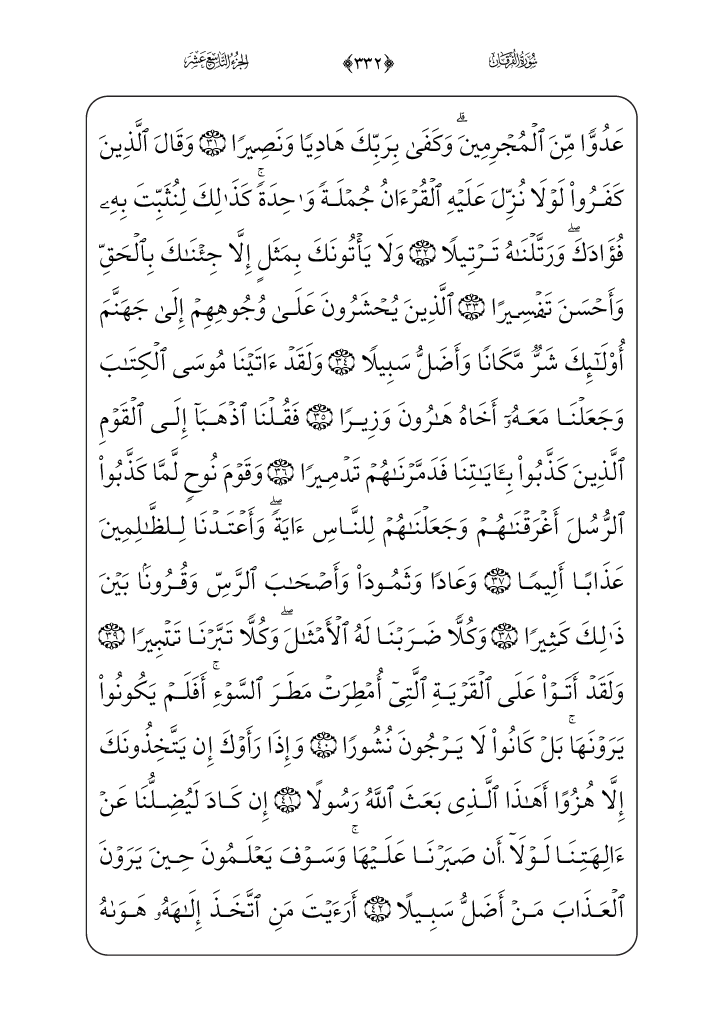 سُورَةُ الْفُرْقَانِ ﴿٣٣٢﴾ الجُزْءُ التَّاسِعَ عَشَرَ
عَدُوًّا مِّنَ ٱلۡمُجۡرِمِينَۗ وَكَفَىٰ بِرَبِّكَ هَادِيًا وَنَصِيرًا ٣١ وَقَالَ ٱلَّذِينَ
كَفَرُواْ لَوۡلَا نُزِّلَ عَلَيۡهِ ٱلۡقُرۡءَانُ جُمۡلَةً وَٰحِدَةًۚ كَذَٰلِكَ لِنُثَبِّتَ بِهِۦ
فُؤَادَكَۖ وَرَتَّلۡنَٰهُ تَرۡتِيلًا ٣٢ وَلَا يَأۡتُونَكَ بِمَثَلٍ إِلَّا جِئۡنَٰكَ بِٱلۡحَقِّ
وَأَحۡسَنَ تَفۡسِيرًا ٣٣ ٱلَّذِينَ يُحۡشَرُونَ عَلَىٰ وُجُوهِهِمۡ إِلَىٰ جَهَنَّمَ
أُوْلَٰٓئِكَ شَرٌّ مَّكَانًا وَأَضَلُّ سَبِيلًا ٣٤ وَلَقَدۡ ءَاتَيۡنَا مُوسَى ٱلۡكِتَٰبَ
وَجَعَلۡنَا مَعَهُۥٓ أَخَاهُ هَٰرُونَ وَزِيرًا ٣٥ فَقُلۡنَا ٱذۡهَبَآ إِلَى ٱلۡقَوۡمِ
ٱلَّذِينَ كَذَّبُواْ بِـَٔايَٰتِنَا فَدَمَّرۡنَٰهُمۡ تَدۡمِيرًا ٣٦ وَقَوۡمَ نُوحٍ لَّمَّا كَذَّبُواْ
ٱلرُّسُلَ أَغۡرَقۡنَٰهُمۡ وَجَعَلۡنَٰهُمۡ لِلنَّاسِ ءَايَةًۖ وَأَعۡتَدۡنَا لِلظَّٰلِمِينَ
عَذَابًا أَلِيمًا ٣٧ وَعَادًا وَثَمُودَاْ وَأَصۡحَٰبَ ٱلرَّسِّ وَقُرُونَۢا بَيۡنَ
ذَٰلِكَ كَثِيرًا ٣٨ وَكُلًّا ضَرَبۡنَا لَهُ ٱلۡأَمۡثَٰلَۖ وَكُلًّا تَبَّرۡنَا تَتۡبِيرًا ٣٩
وَلَقَدۡ أَتَوۡاْ عَلَى ٱلۡقَرۡيَةِ ٱلَّتِيٓ أُمۡطِرَتۡ مَطَرَ ٱلسَّوۡءِۚ أَفَلَمۡ يَكُونُواْ
يَرَوۡنَهَاۚ بَلۡ كَانُواْ لَا يَرۡجُونَ نُشُورًا ٤٠ وَإِذَا رَأَوۡكَ إِن يَتَّخِذُونَكَ
إِلَّا هُزُوًا أَهَٰذَا ٱلَّذِي بَعَثَ ٱللَّهُ رَسُولًا ٤١ إِن كَادَ لَيُضِلُّنَا عَنۡ
ءَالِهَتِنَا لَوۡلَآ أَن صَبَرۡنَا عَلَيۡهَاۚ وَسَوۡفَ يَعۡلَمُونَ حِينَ يَرَوۡنَ
ٱلۡعَذَابَ مَنۡ أَضَلُّ سَبِيلًا ٤٢ أَرَءَيۡتَ مَنِ ٱتَّخَذَ إِلَٰهَهُۥ هَوَىٰهُ